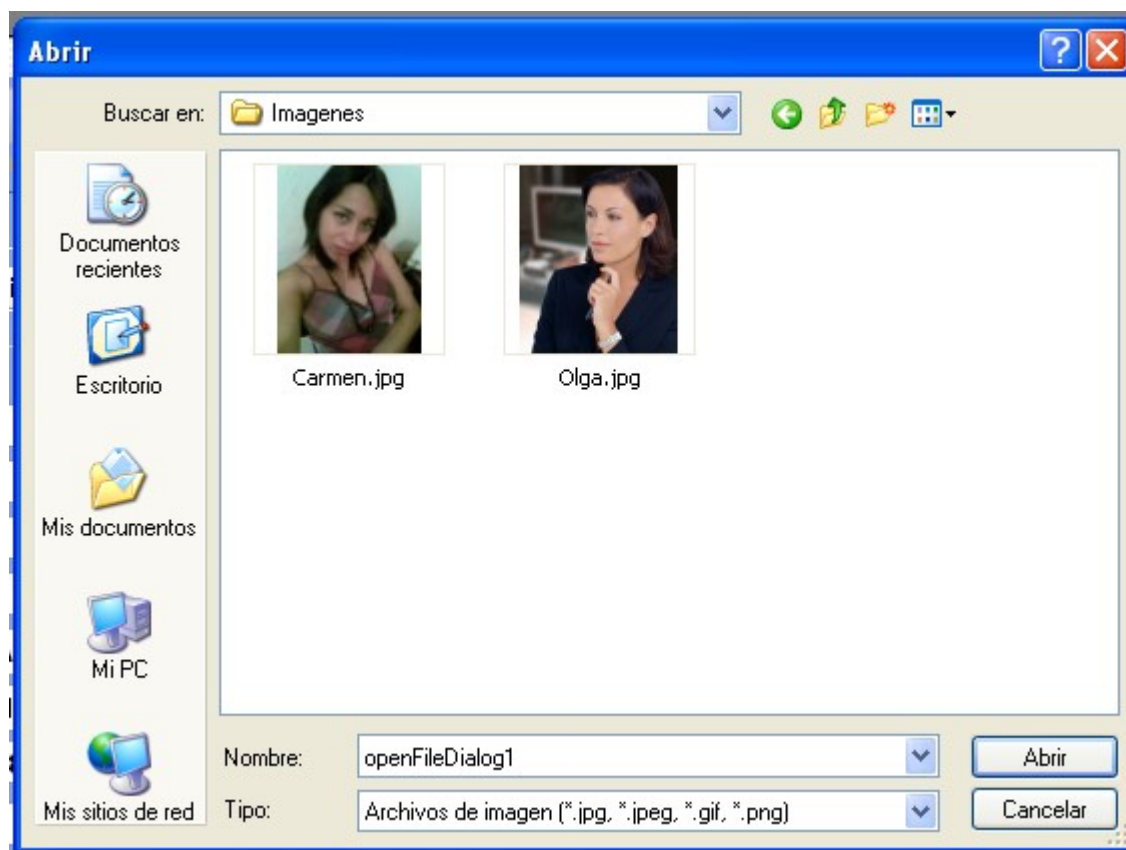 Abrir
Buscar en:
Imagenes
Documentos
recientes
Escritorio
Mis documentos
Mi PC
Mis sitios de red
Carmen.jpg
Olga.jpg
Nombre:
openFileDialog1
Abrir
Tipo:
Archivos de imagen (*.jpg, *.jpeg, *.gif, *.png)
Cancelar